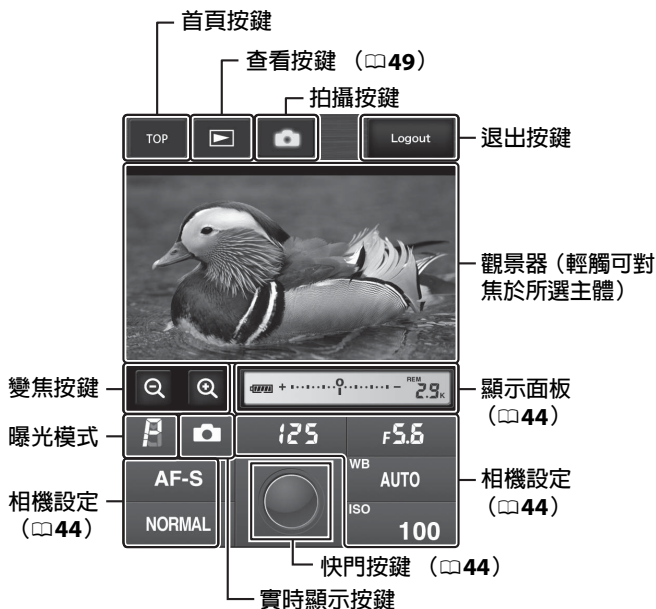 首頁按鍵
查看按鍵 （49）
拍攝按鍵
TOP
Logout
退出按鍵
觀景器（輕觸可對
焦於所選主體）
變焦按鍵
REM
2.9K
顯示面板
（44）
曝光模式
P
125
F5.6
AF-S
WB
AUTO
相機設定
（44）
相機設定
（44）
NORMAL
ISO
100
快門按鍵 （44）
實時顯示按鍵